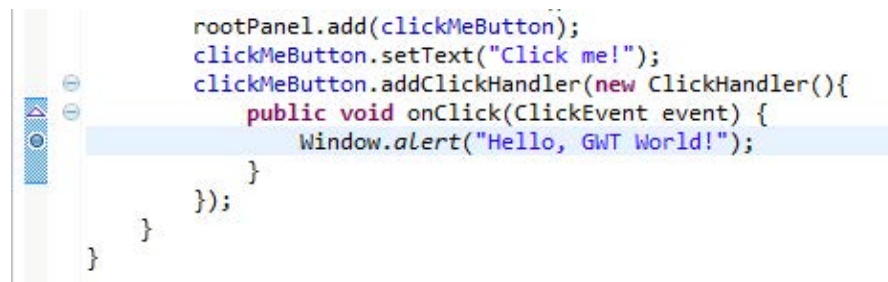 rootPanel.add(clickMeButton);
clickMeButton.setText("Click me!");
clickMeButton.addClickHandler(new ClickHandler(){
public void onClick(ClickEvent event) {
Window.alert("Hello, GWT World!");
}
});
}
}